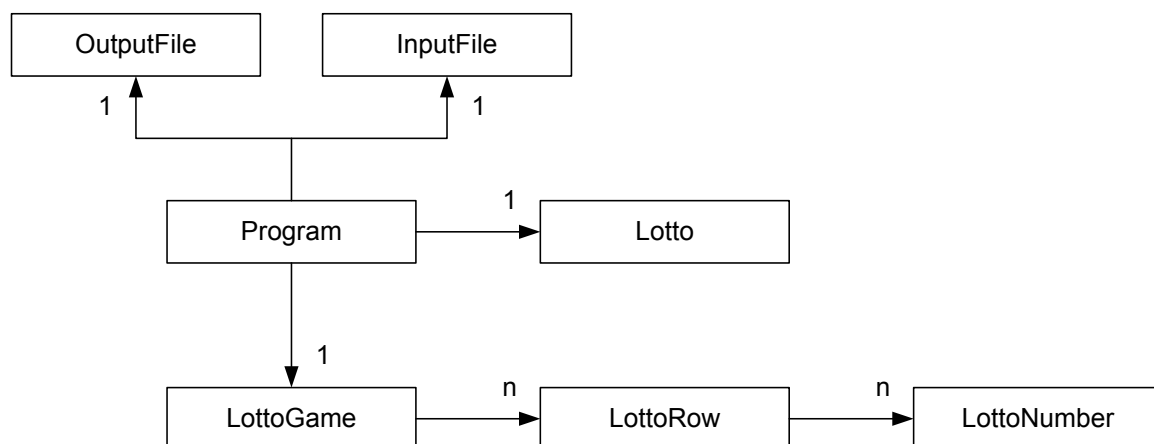 OutputFile
InputFile
1
1
Program
1
Lotto
1
LottoGame
n
LottoRow
n
LottoNumber